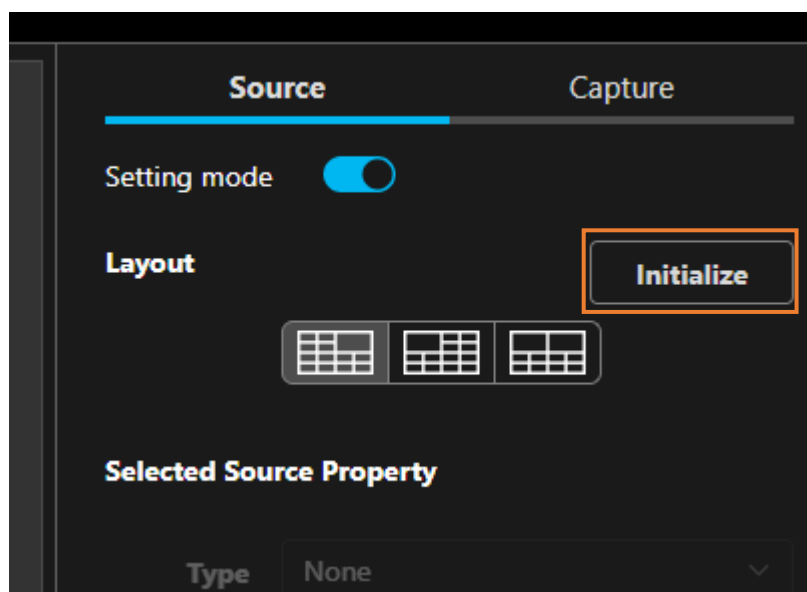 Source Capture
Setting mode
Layout
Initialize
Selected Source Property
Type None